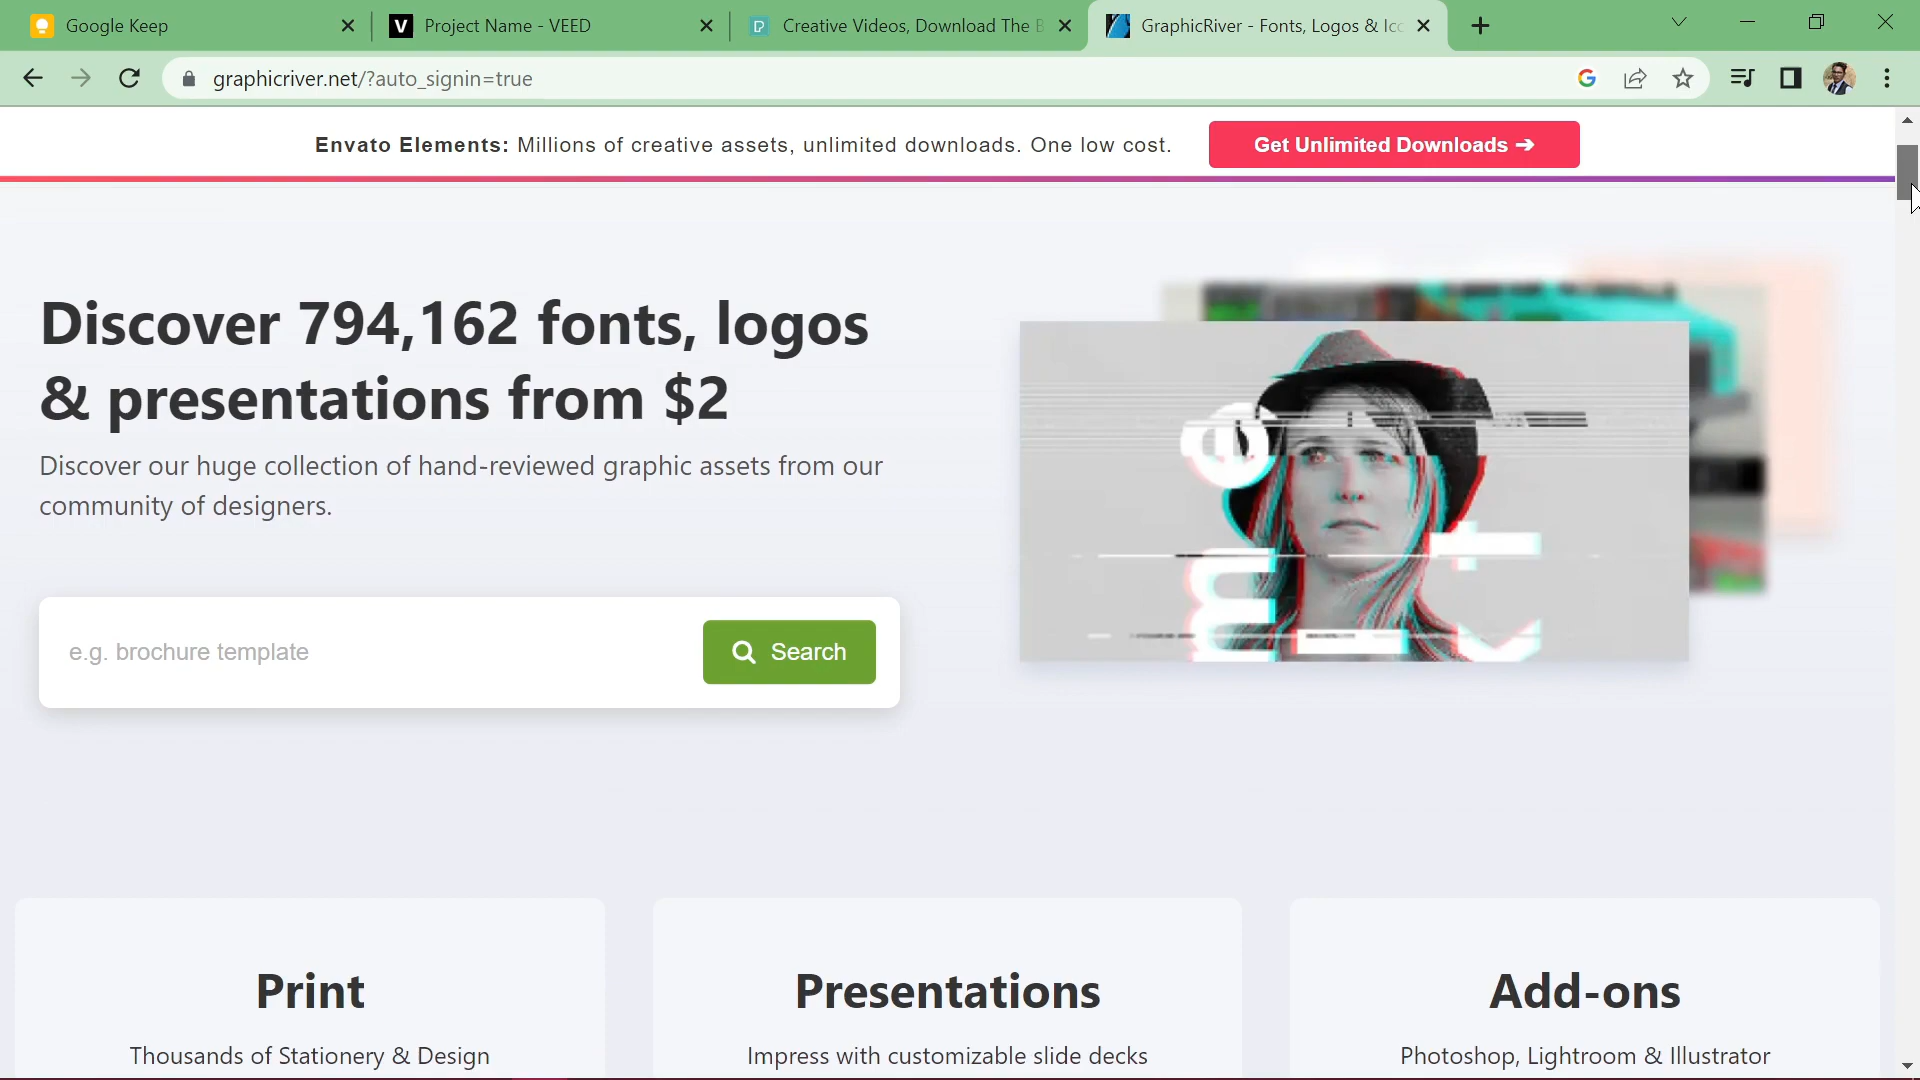 Google Keep
Project Name - VEED
Creative Videos, Download The B
GraphicRiver - Fonts, Logos & Ic
graphicriver.net/?auto_signin=true
Envato Elements: Millions of creative assets, unlimited downloads. One low cost.
Get Unlimited Downloads ➔
Discover 794,162 fonts, logos
& presentations from $2
Discover our huge collection of hand-reviewed graphic assets from our
community of designers.
e.g. brochure template
Search
Print
Presentations
Add-ons
Thousands of Stationery & Design
Impress with customizable slide decks
Photoshop, Lightroom & Illustrator